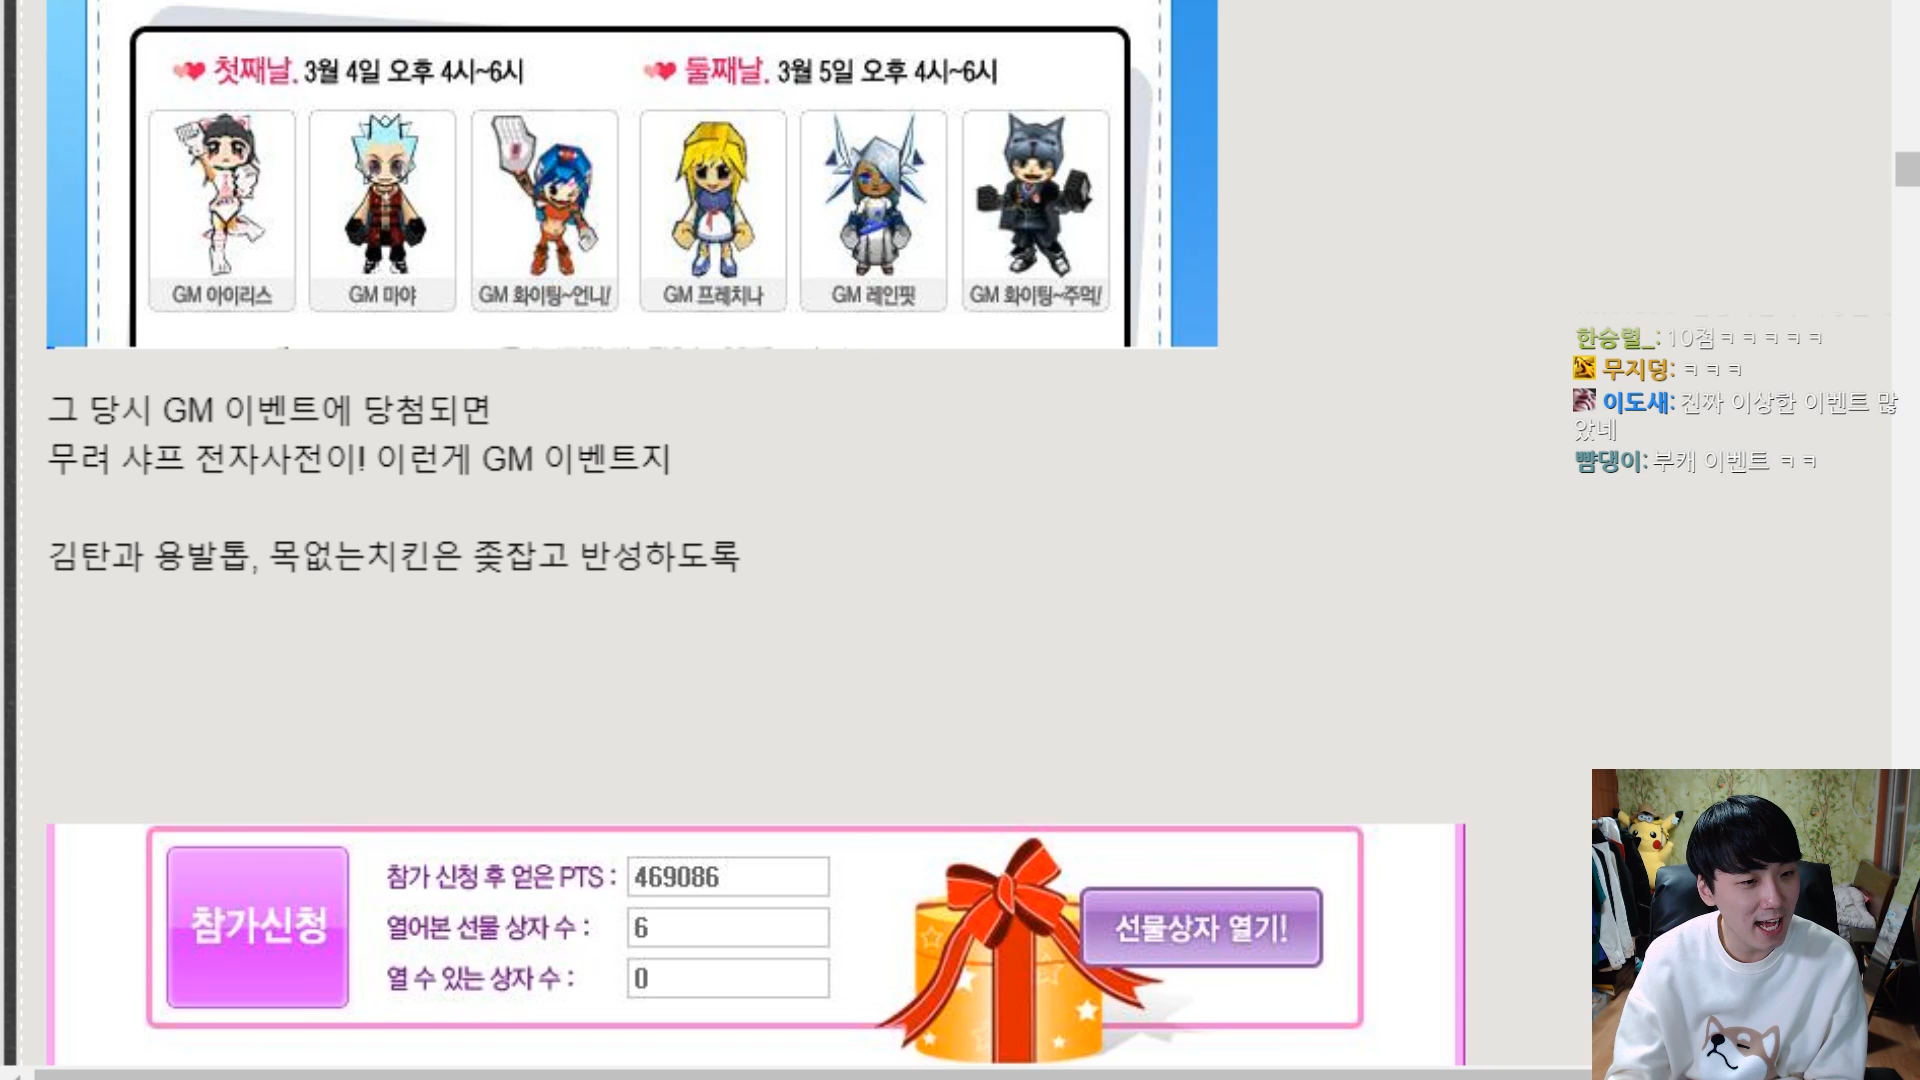 첫째날. 3월 4일 오후 4시~6시
둘째날. 3월 5일 오후 4시~6시
GM 아이리스
GM 마야
GM 화이팅~언니!
GM 프레치나
GM 레인핏
GM 화이팅~주먹!
그 당시 GM 이벤트에 당첨되면
무려 샤프 전자사전이! 이런게 GM 이벤트지
김탄과 용발톱, 목없는치킨은 좆잡고 반성하도록
한승렬_: 10점ㅋㅋㅋㅋㅋ
무지덩: ㅋㅋㅋ
이도새: 진짜 이상한 이벤트 많
았네
뺨댕이: 부캐 이벤트 ㅋㅋ
참가신청
참가 신청 후 얻은 PTS : 469086
열어본 선물 상자 수 : 6
열 수 있는 상자 수 : 0
선물상자 열기!